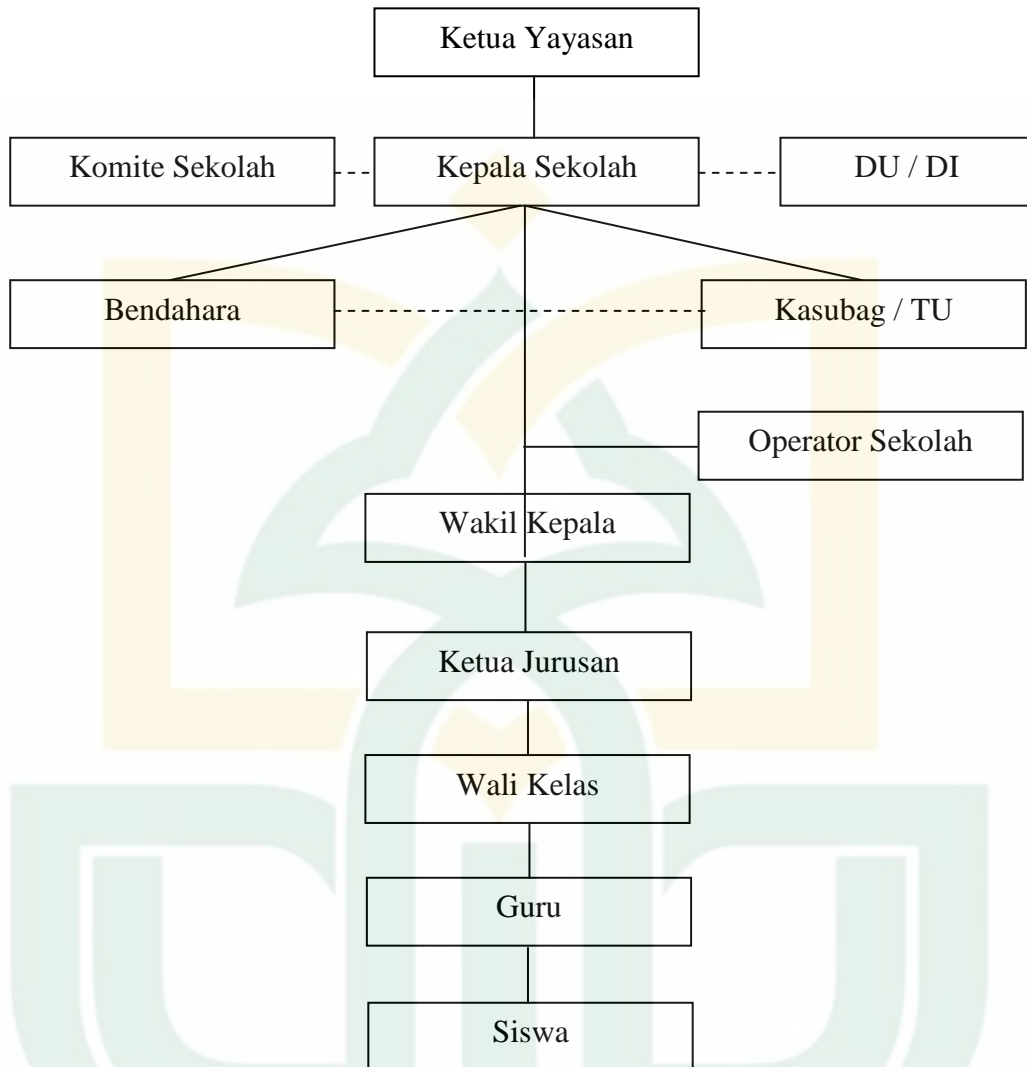 Ketua Yayasan
Komite Sekolah
Kepala Sekolah
DU / DI
Bendahara
Kasubag / TU
Operator Sekolah
Wakil Kepala
Ketua Jurusan
Wali Kelas
Guru
Siswa